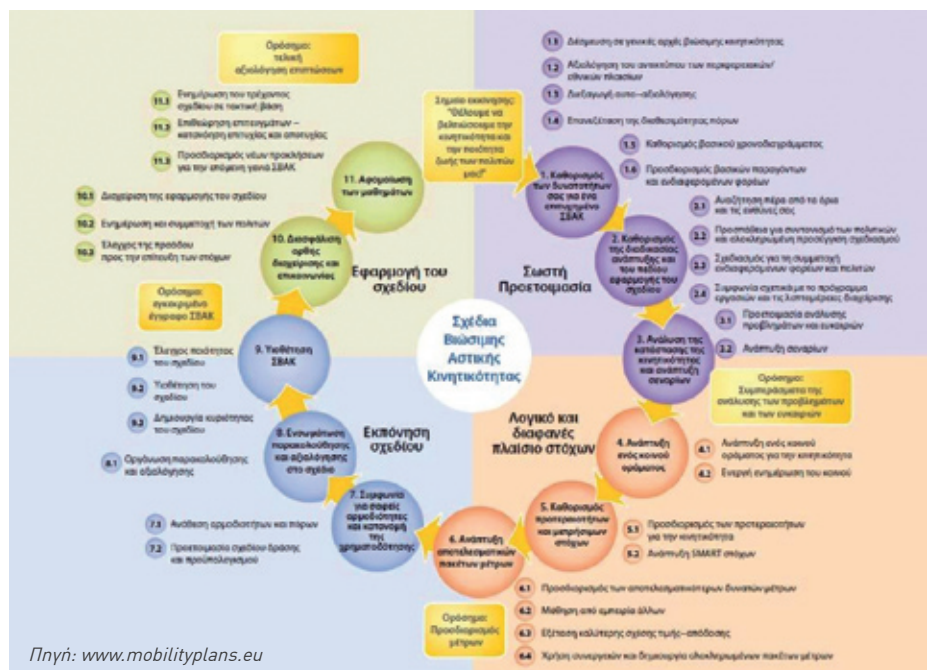 Ορόσημο:
τελική
αξιολόγηση επιπτώσεων
11.1 Ενημέρωση του τρέχοντος
σχεδίου σε τακτική βάση
11.2 Επιθεώρηση επιτευγμάτων –
κατανόηση επιτυχίας και αποτυχίας
11.3 Προσδιορισμός νέων προκλήσεων
για την επόμενη γενιά ΣΒΑΚ
10.1 Διαχείριση της εφαρμογής του σχεδίου
10.2 Ενημέρωση και συμμετοχή των πολιτών
10.3 Έλεγχος της προόδου
προς την επίτευξη των στόχων
Ορόσημο:
εγκεκριμένο
έγγραφο ΣΒΑΚ
Σημείο εκκίνησης:
"Θέλουμε να
βελτιώσουμε την
κινητικότητα και
την ποιότητα
ζωής των πολιτών
μας!"
11. Αφομοίωση
των μαθημάτων
10. Διασφάλιση
ορθής
διαχείρισης και
επικοινωνίας
Εφαρμογή του
σχεδίου
1.1 Δέσμευση σε γενικές αρχές βιώσιμης κινητικότητας
1.2 Αξιολόγηση του αντικτύπου των περιφερειακών/
εθνικών πλαισίων
1.3 Διεξαγωγή αυτο-αξιολόγησης
1.4 Επανεξέταση της διαθεσιμότητας πόρων
1.5 Καθορισμός βασικού χρονοδιαγράμματος
1.6 Προσδιορισμός βασικών παραγόντων
και ενδιαφερομένων φορέων
1. Καθορισμός
των δυνατοτήτων
σας για ένα
επιτυχημένο
ΣΒΑΚ
2.1 Αναζήτηση πέρα από τα όρια
και τις ευθύνες σας
2.2 Προσπάθεια για συντονισμό των πολιτικών
και ολοκληρωμένη προσέγγιση σχεδιασμού
2.3 Σχεδιασμός για τη συμμετοχή
ενδιαφερόμενων φορέων και πολιτών
2.4 Συμφωνία σχετικά με το πρόγραμμα
εργασιών και τις λεπτομέρειες διαχείρισης
2. Καθορισμός
της διαδικασίας
ανάπτυξης και
του πεδίου
εφαρμογής του
σχεδίου
Σωστή
Προετοιμασία
3.1 Προετοιμασία ανάλυσης
προβλημάτων και ευκαιριών
3.2 Ανάπτυξη σεναρίων
3. Ανάλυση της
κατάστασης της
κινητικότητας
και ανάπτυξη
σεναρίων
Σχέδια
Βιώσιμης
Αστικής
Κινητικότητας
Ορόσημο:
Συμπεράσματα της
ανάλυσης των προβλημάτων
και των ευκαιριών
Λογικό και
διαφανές
πλαίσιο στόχων
4. Ανάπτυξη
ενός κοινού
οράματος
4.1 Ανάπτυξη ενός κοινού
οράματος για την κινητικότητα
4.2 Ενεργή ενημέρωση του κοινού
5. Καθορισμός
προτεραιοτήτων
και μετρήσιμων
στόχων
5.1 Προσδιορισμός των προτεραιοτήτων
για την κινητικότητα
5.2 Ανάπτυξη SMART στόχων
6. Ανάπτυξη
αποτελεσματικών
πακέτων μέτρων
6.1 Προσδιορισμός των αποτελεσματικότερων δυνατών μέτρων
6.2 Μάθηση από εμπειρία άλλων
6.3 Εξέταση καλύτερης σχέσης τιμής–απόδοσης
6.4 Χρήση συνεργειών και δημιουργία ολοκληρωμένων πακέτων μέτρων
Ορόσημο:
Προσδιορισμός
μέτρων
9. Υιοθέτηση
ΣΒΑΚ
9.1 Έλεγχος ποιότητας
του σχεδίου
9.2 Υιοθέτηση του
σχεδίου
9.3 Δημιουργία κυριότητας
του σχεδίου
Εκπόνηση
σχεδίου
8. Ενσωμάτωση
παρακολούθησης
και αξιολόγησης
στο σχέδιο
8.1 Οργάνωση παρακολούθησης
και αξιολόγησης
7. Συμφωνία
για σαφείς
αρμοδιότητες
και κατανομή
της
χρηματοδότησης
7.1 Ανάθεση αρμοδιοτήτων και πόρων
7.2 Προετοιμασία σχεδίου δράσης
και προϋπολογισμού
Πηγή: www.mobilityplans.eu